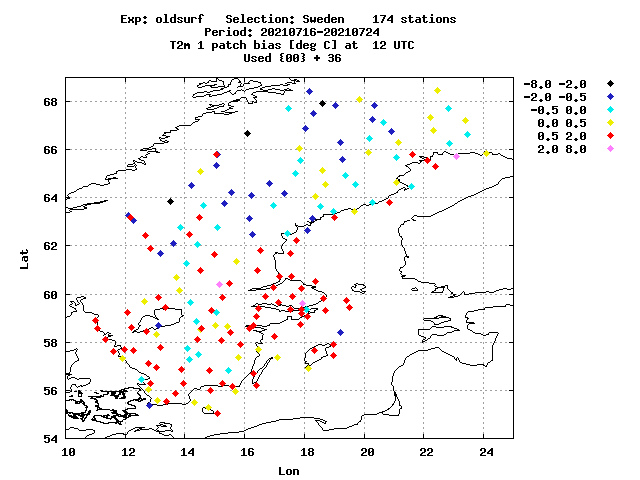 Exp: oldsurf   Selection: Sweden    174 stations
Period: 20210716-20210724
T2m 1 patch bias [deg C] at  12 UTC
Used {00} + 36
-8.0 -2.0
-2.0 -0.5
-0.5 0.0
0.0 0.5
0.5 2.0
2.0 8.0
68
66
64
62
60
58
56
54
Lat
10 12 14 16 18 20 22 24
Lon